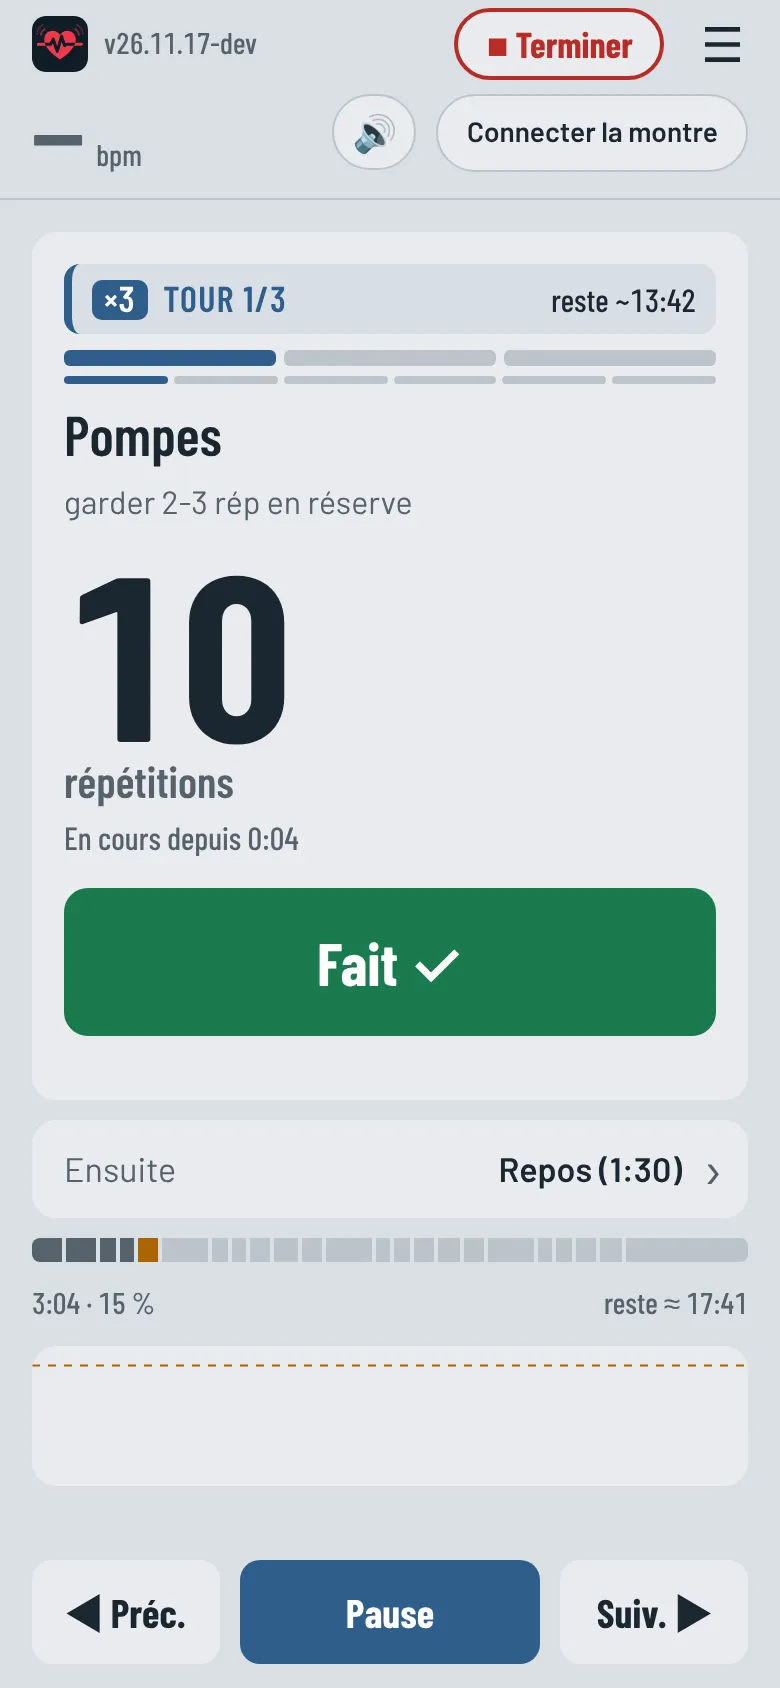 v26.11.17-dev
■ Terminer
— bpm
Connecter la montre
×3 TOUR 1/3
reste ~13:42
Pompes
garder 2-3 rép en réserve
10
répétitions
En cours depuis 0:04
Fait ✓
Ensuite
Repos (1:30) ›
3:04 · 15 %
reste ≈ 17:41
◀ Préc.
Pause
Suiv. ▶